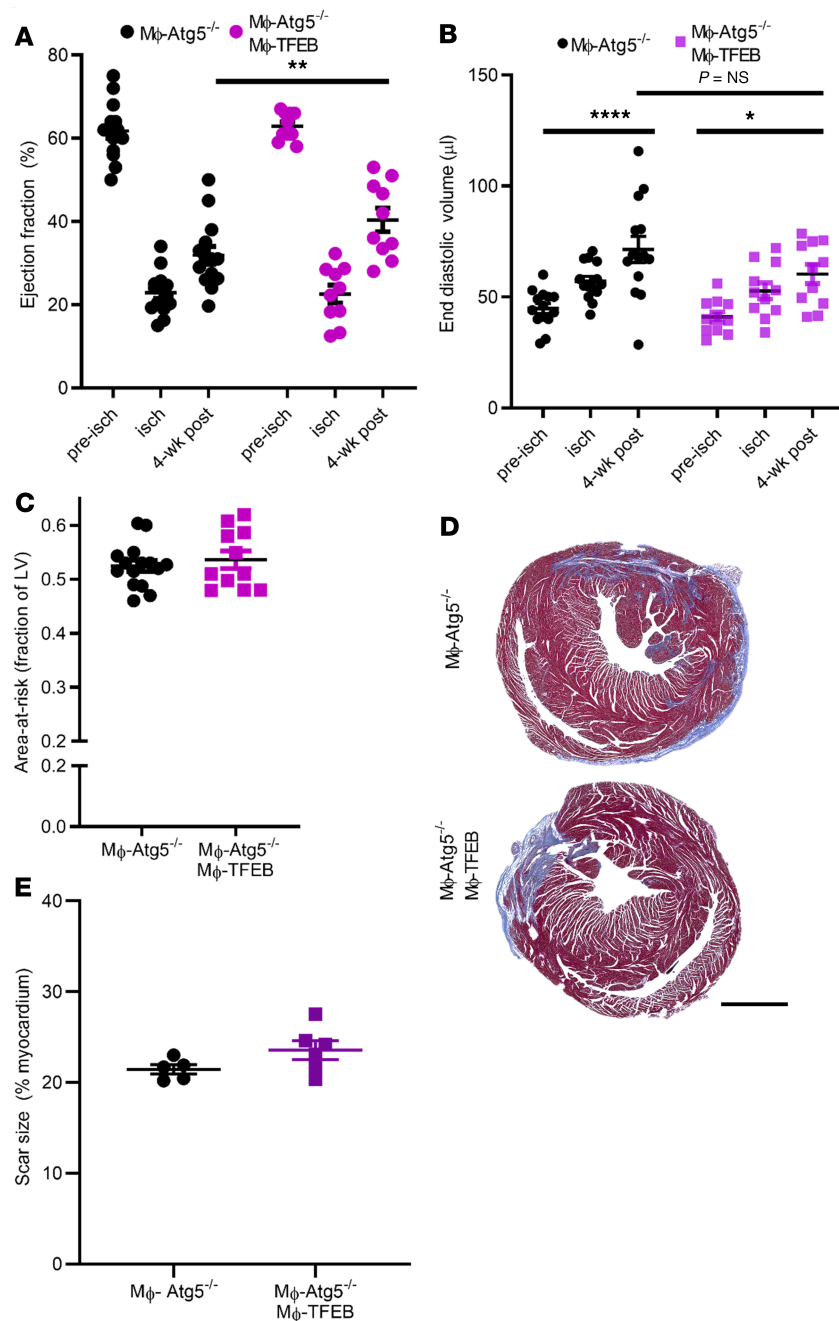 A
Mϕ-Atg5-/-
Mϕ-Atg5-/-
Mϕ-TFEB
**
Ejection fraction (%)
80
60
40
20
0
pre-isch
isch
4-wk post
pre-isch
isch
4-wk post
B
Mϕ-Atg5-/-
Mϕ-Atg5-/-
Mϕ-TFEB
P = NS
****
*
End diastolic volume (μl)
150
100
50
0
pre-isch
isch
4-wk post
pre-isch
isch
4-wk post
C
Area-at-risk (fraction of LV)
0.6
0.5
0.4
0.3
0.2
0.2
0.0
Mϕ-Atg5-/-
Mϕ-Atg5-/-
Mϕ-TFEB
D
Mϕ-Atg5-/-
Mϕ-Atg5-/-
Mϕ-TFEB
E
Scar size (% myocardium)
40
30
20
10
0
Mϕ- Atg5-/-
Mϕ-Atg5-/-
Mϕ-TFEB